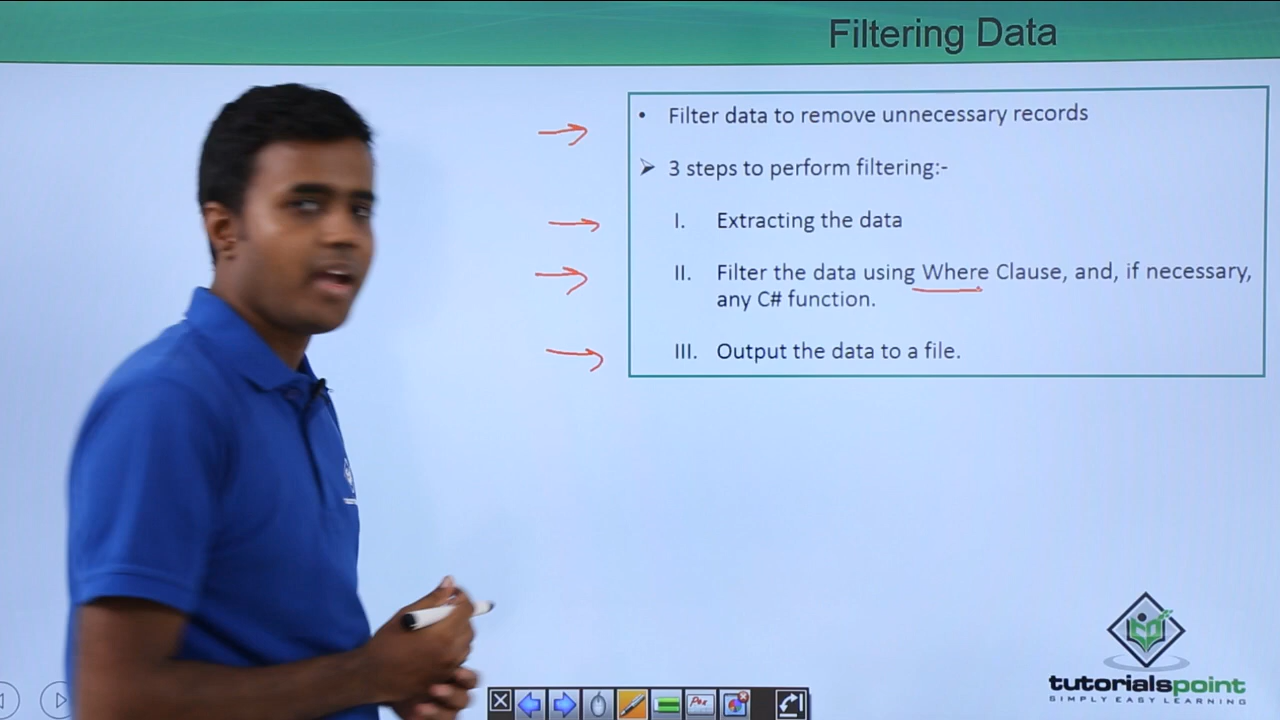 Filtering Data
• Filter data to remove unnecessary records
➢ 3 steps to perform filtering:-
I. Extracting the data
II. Filter the data using Where Clause, and, if necessary,
any C# function.
III. Output the data to a file.
tutorialspoint
SIMPLY EASY LEARNING